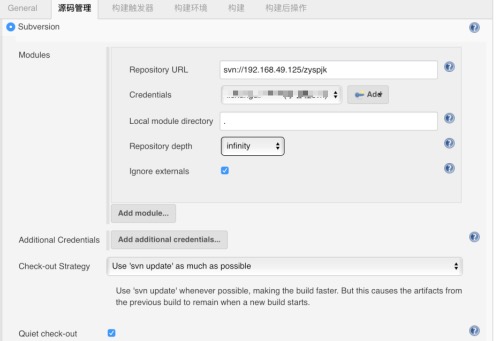 General 源码管理 构建触发器 构建环境 构建 构建后操作
Subversion
Modules
Repository URL svn://192.168.49.125/zyspjk
Credentials Add
Local module directory .
Repository depth infinity
Ignore externals
Add module...
Additional Credentials Add additional credentials...
Check-out Strategy Use 'svn update' as much as possible
Use 'svn update' whenever possible, making the build faster. But this causes the artifacts from
the previous build to remain when a new build starts.
Quiet check-out